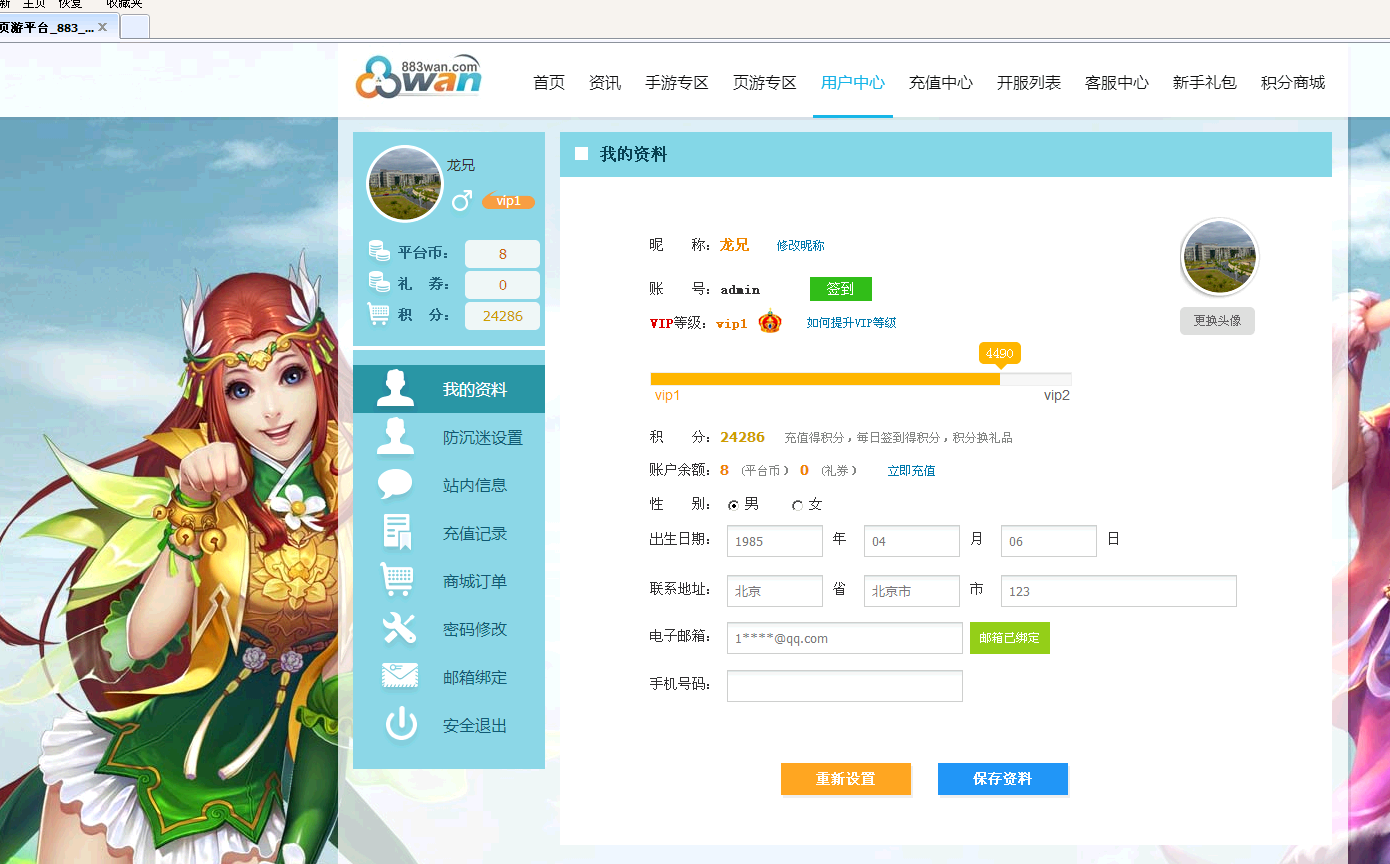 新 主页 恢复 收藏夹
页游平台_883_... x
883wan.com
wan
首页 资讯 手游专区 页游专区 用户中心 充值中心 开服列表 客服中心 新手礼包 积分商城
龙兄
vip1
平台币： 8
礼 券： 0
积 分： 24286
我的资料
防沉迷设置
站内信息
充值记录
商城订单
密码修改
邮箱绑定
安全退出
我的资料
昵 称： 龙兄 修改昵称
账 号： admin 签到
VIP等级： vip1 如何提升VIP等级
更换头像
4490
vip1 vip2
积 分： 24286 充值得积分，每日签到得积分，积分换礼品
账户余额： 8 （平台币） 0 （礼券） 立即充值
性 别： 男 女
出生日期： 1985 年 04 月 06 日
联系地址： 北京 省 北京市 市 123
电子邮箱： 1****@qq.com 邮箱已绑定
手机号码：
重新设置 保存资料